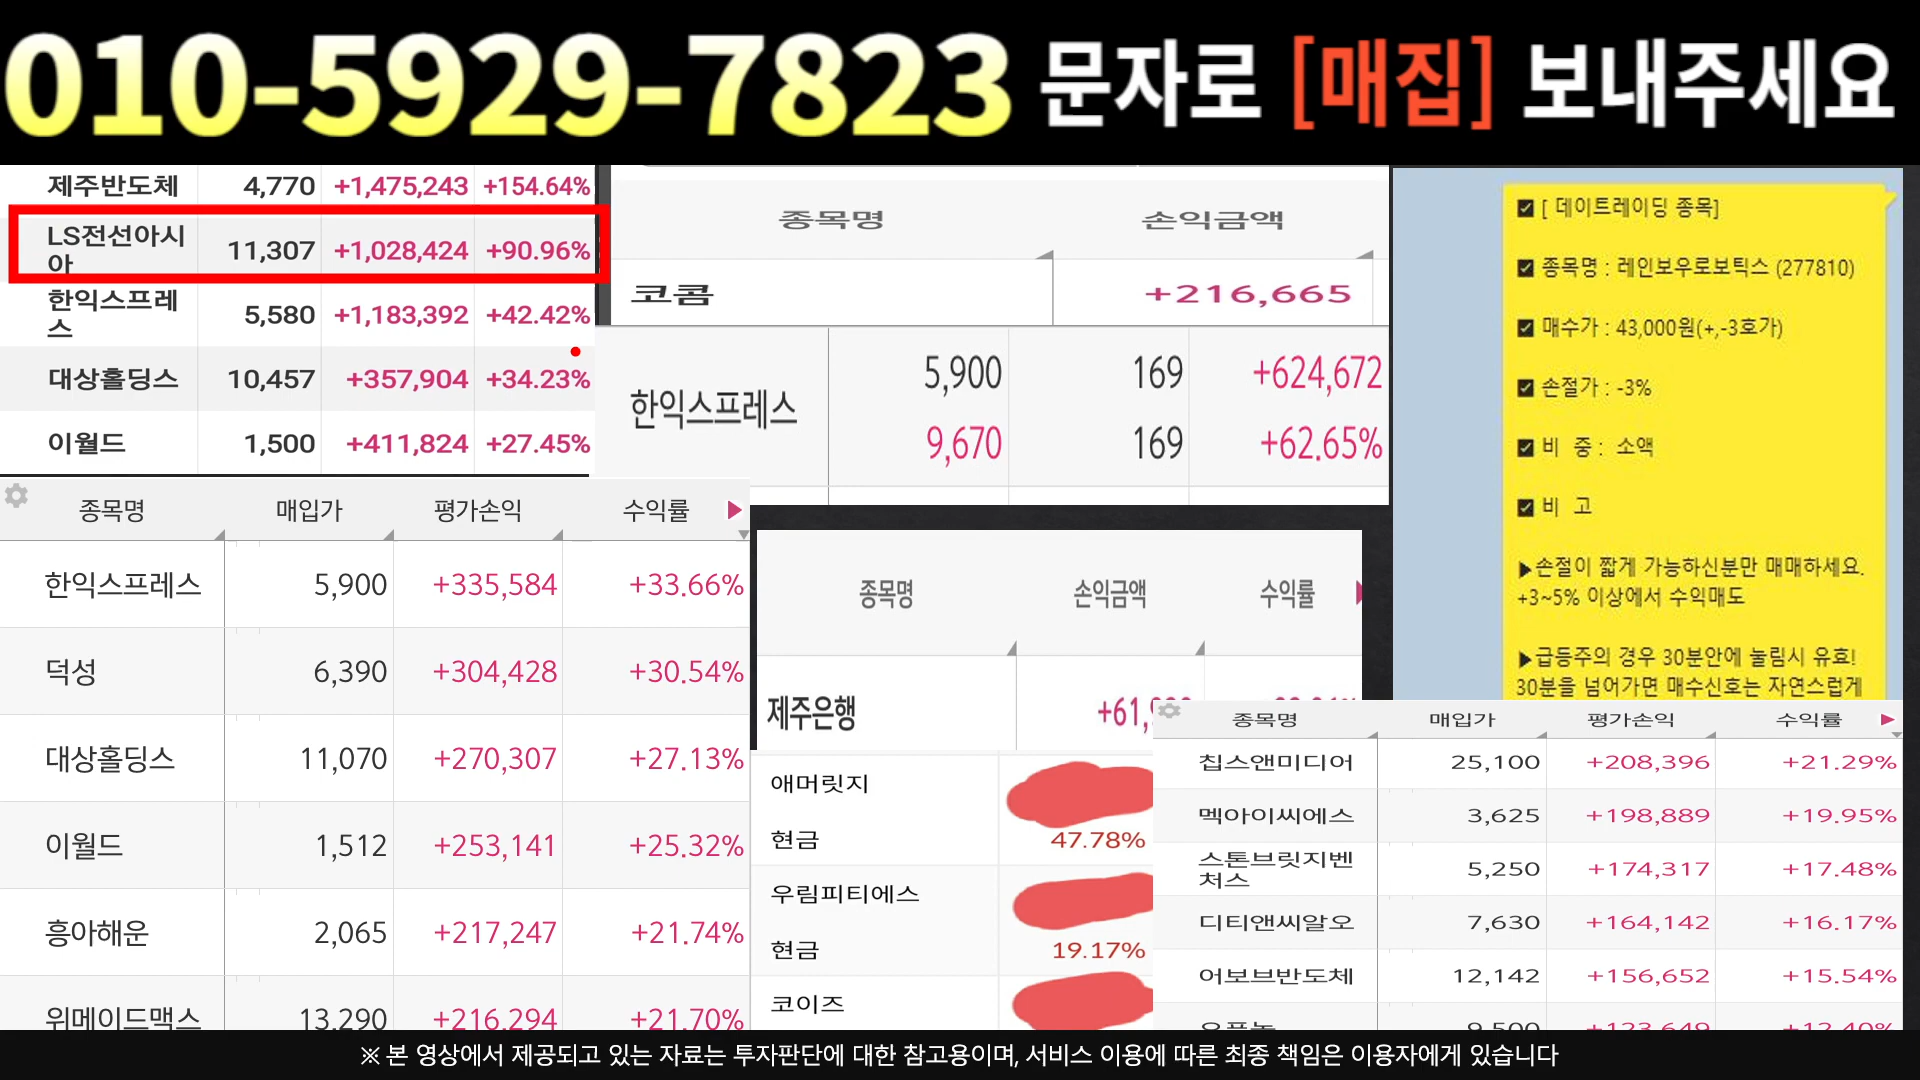 010-5929-7823 문자로 [매집] 보내주세요
제주반도체 4,770 +1,475,243 +154.64%
LS전선아시아 11,307 +1,028,424 +90.96%
한익스프레스 5,580 +1,183,392 +42.42%
대상홀딩스 10,457 +357,904 +34.23%
이월드 1,500 +411,824 +27.45%
종목명 손익금액
코콤 +216,665
한익스프레스 5,900 169 +624,672
9,670 169 +62.65%
[ 데이트레이딩 종목]
종목명 : 레인보우로보틱스 (277810)
매수가 : 43,000원(+,-3호가)
손절가 : -3%
비 중 : 소액
비 고
▶손절이 짧게 가능하신분만 매매하세요.
+3~5% 이상에서 수익매도
▶급등주의 경우 30분안에 눌림시 유효!
30분을 넘어가면 매수신호는 자연스럽게
종목명 매입가 평가손익 수익률
한익스프레스 5,900 +335,584 +33.66%
덕성 6,390 +304,428 +30.54%
대상홀딩스 11,070 +270,307 +27.13%
이월드 1,512 +253,141 +25.32%
흥아해운 2,065 +217,247 +21.74%
위메이드맥스 13,290 +216,294 +21.70%
종목명 손익금액 수익률
제주은행 +61,
애머릿지
현금 47.78%
우림피티에스
현금 19.17%
코이즈
종목명 매입가 평가손익 수익률
칩스앤미디어 25,100 +208,396 +21.29%
멕아이씨에스 3,625 +198,889 +19.95%
스톤브릿지벤처스 5,250 +174,317 +17.48%
디티앤씨알오 7,630 +164,142 +16.17%
어보브반도체 12,142 +156,652 +15.54%
※ 본 영상에서 제공되고 있는 자료는 투자판단에 대한 참고용이며, 서비스 이용에 따른 최종 책임은 이용자에게 있습니다